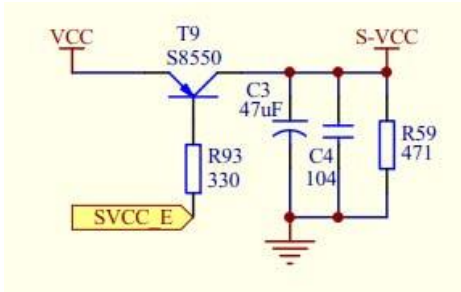 VCC
T9
S8550
S-VCC
C3
47uF
R59
471
R93
330
C4
104
SVCC_E